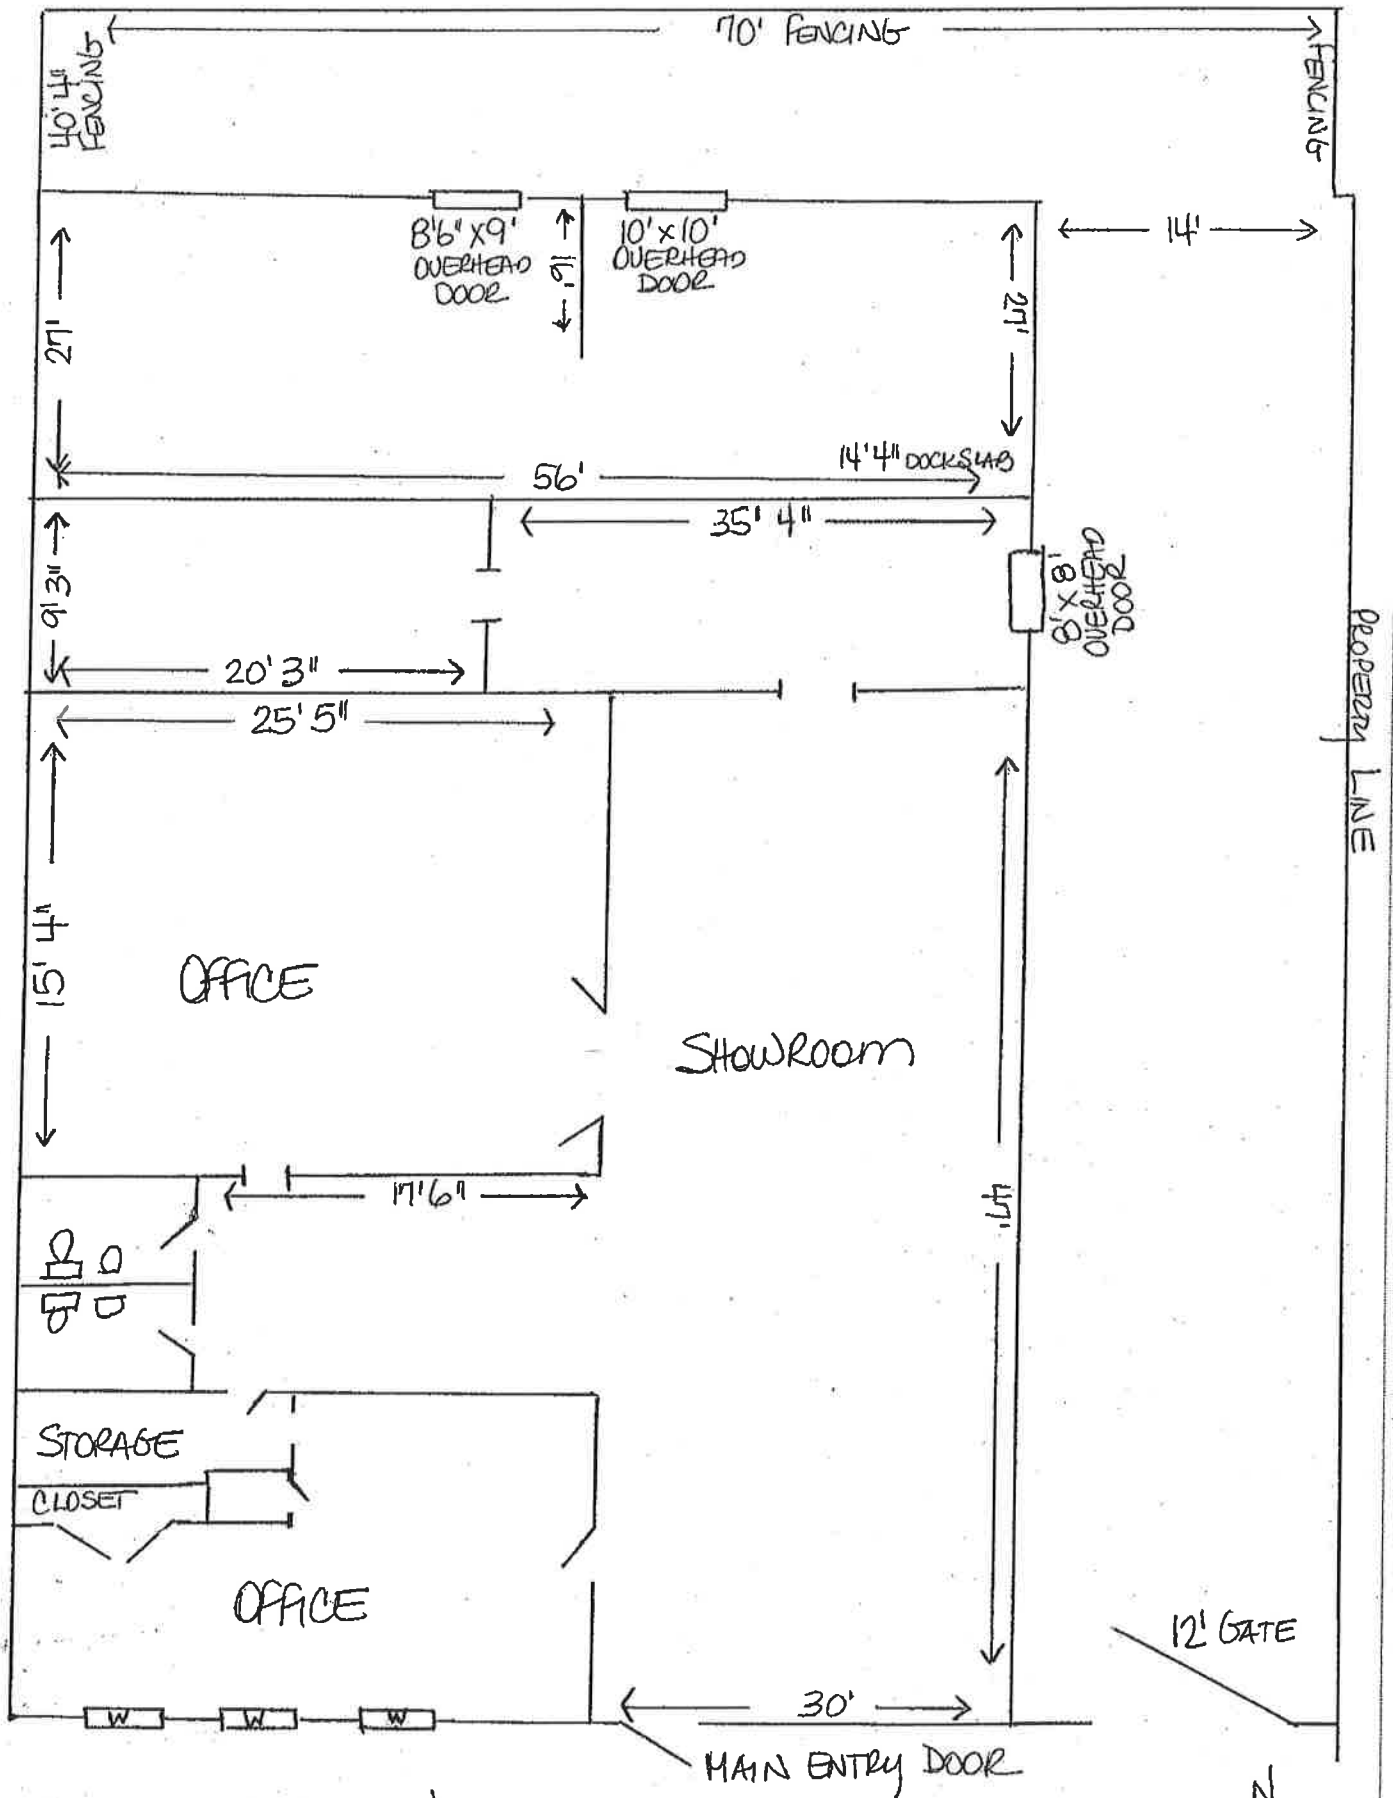 70' FENCING
40'4"
FENCING
FENCING
8'6" X 9'
OVERHEAD
DOOR
16'
10' X 10'
OVERHEAD
DOOR
14'
27'
27'
14'4" DOCK SLAB
56'
35' 4"
9'3"
8' X 8'
OVERHEAD
DOOR
20' 3"
25' 5"
PROPERTY LINE
15' 4"
OFFICE
SHOWROOM
17'6"
47'
STORAGE
CLOSET
OFFICE
12' GATE
W
W
W
30'
MAIN ENTRY DOOR
N